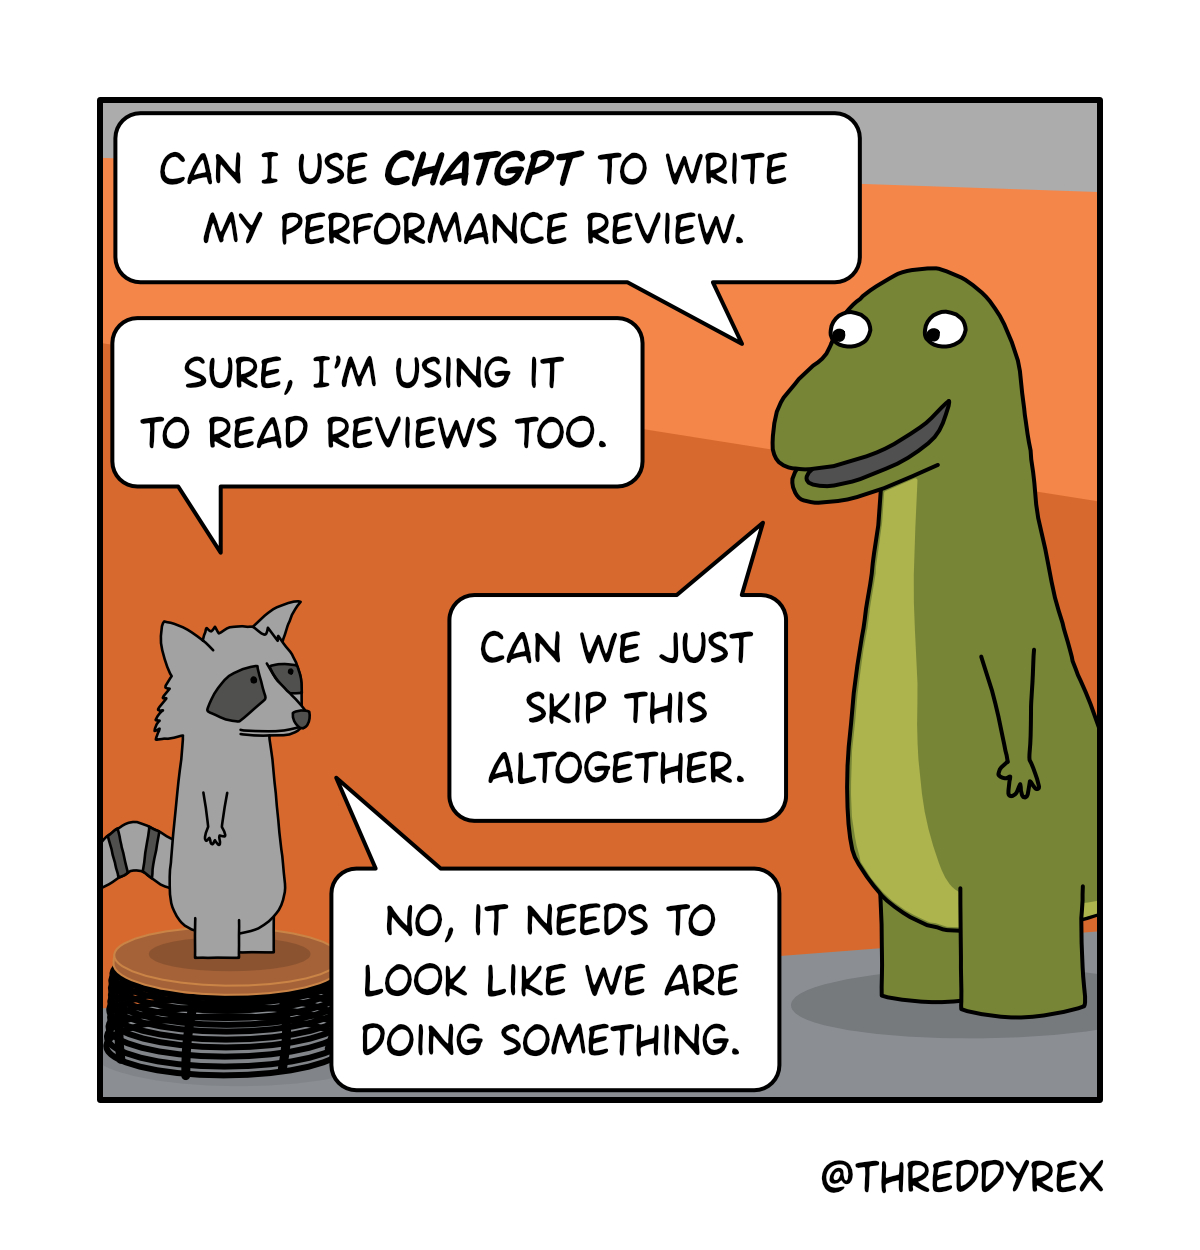 CAN I USE CHATGPT TO WRITE
MY PERFORMANCE REVIEW.
SURE, I'M USING IT
TO READ REVIEWS TOO.
CAN WE JUST
SKIP THIS
ALTOGETHER.
NO, IT NEEDS TO
LOOK LIKE WE ARE
DOING SOMETHING.
@THREDDYREX